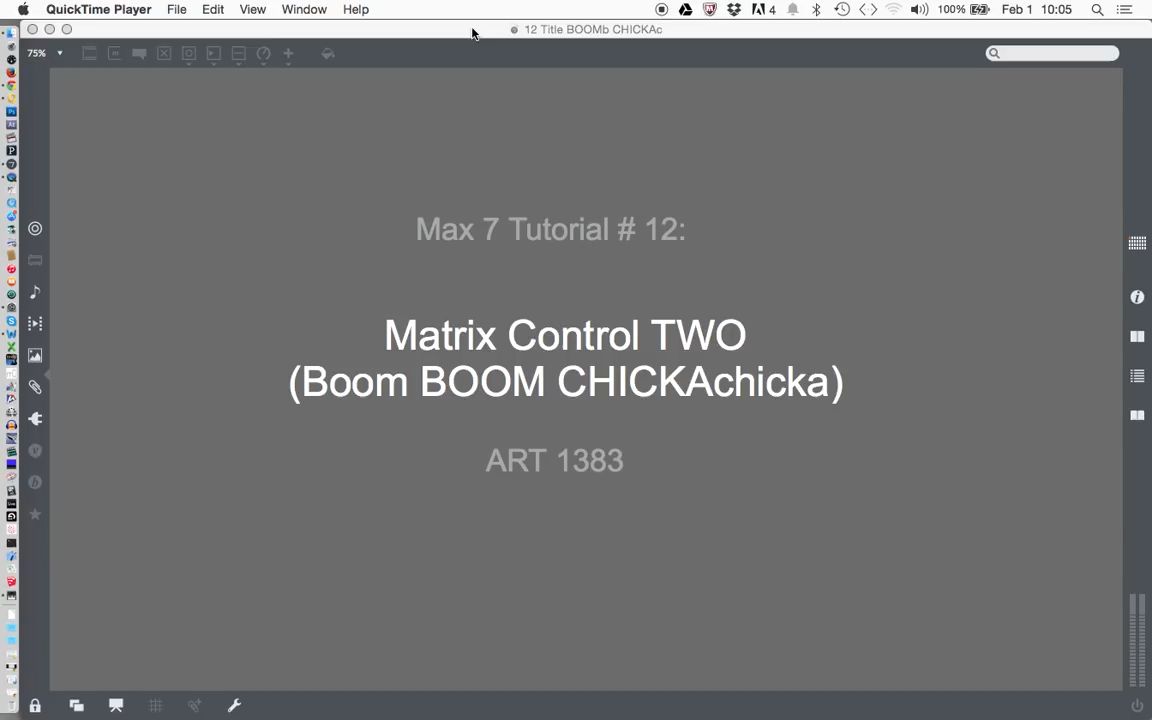 QuickTime Player File Edit View Window Help 4 100% Feb 1 10:05
12 Title BOOMb CHICKAc
75%
Max 7 Tutorial # 12:
Matrix Control TWO
(Boom BOOM CHICKAchicka)
ART 1383